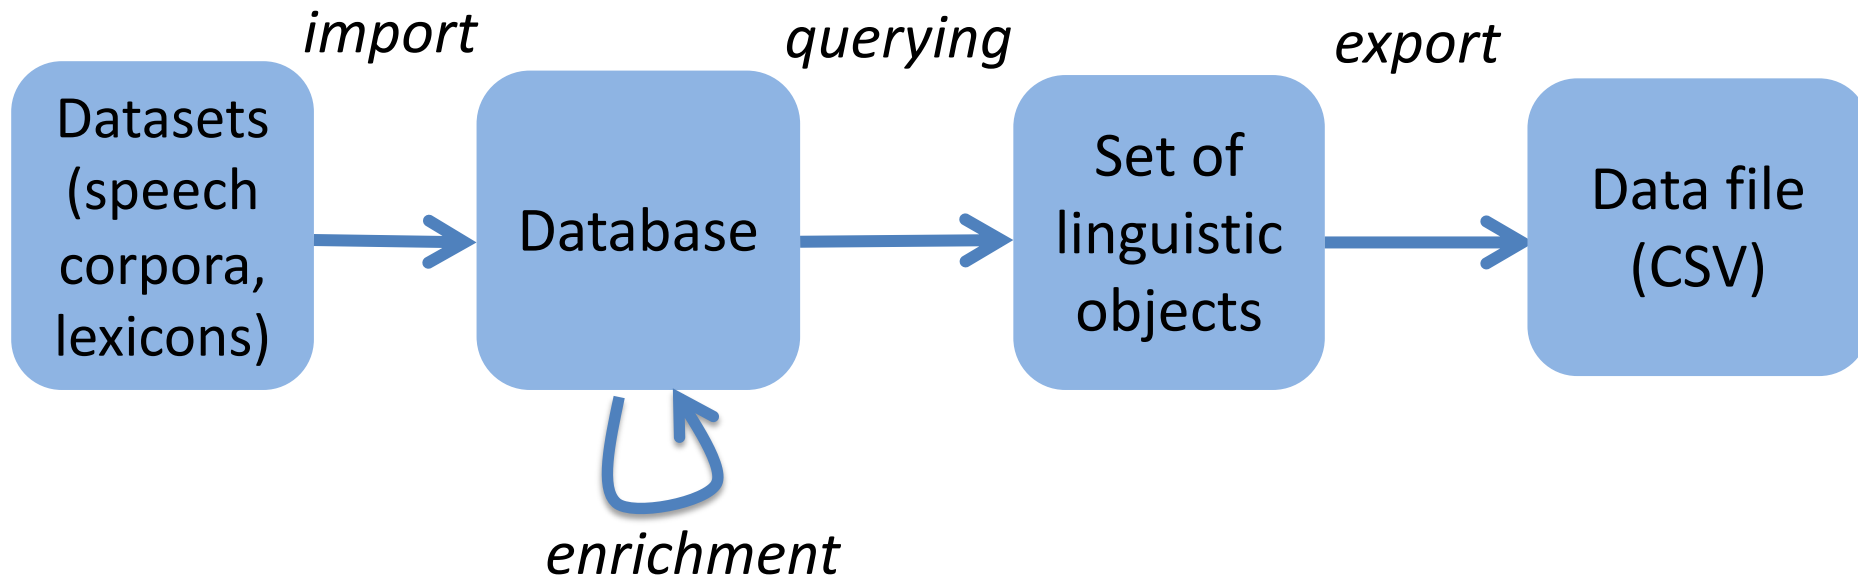 import
querying
export
Datasets
(speech
corpora,
lexicons)
Database
Set of
linguistic
objects
Data file
(CSV)
enrichment